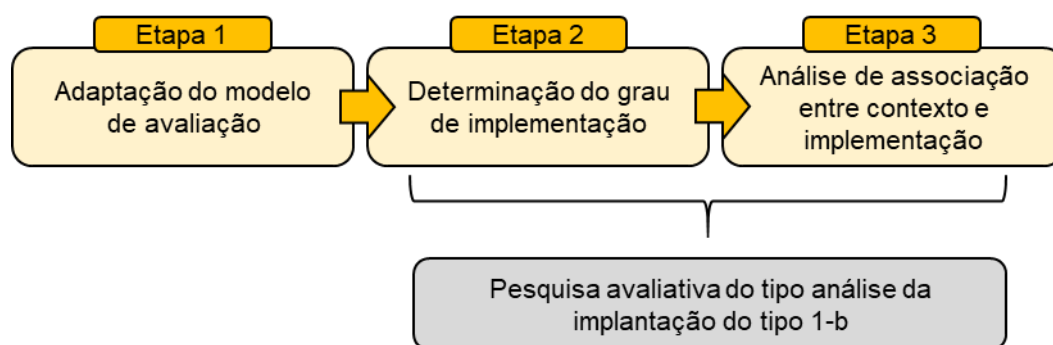 Etapa 1
Adaptação do modelo
de avaliação
Etapa 2
Determinação do grau
de implementação
Etapa 3
Análise de associação
entre contexto e
implementação
Pesquisa avaliativa do tipo análise da
implantação do tipo 1-b